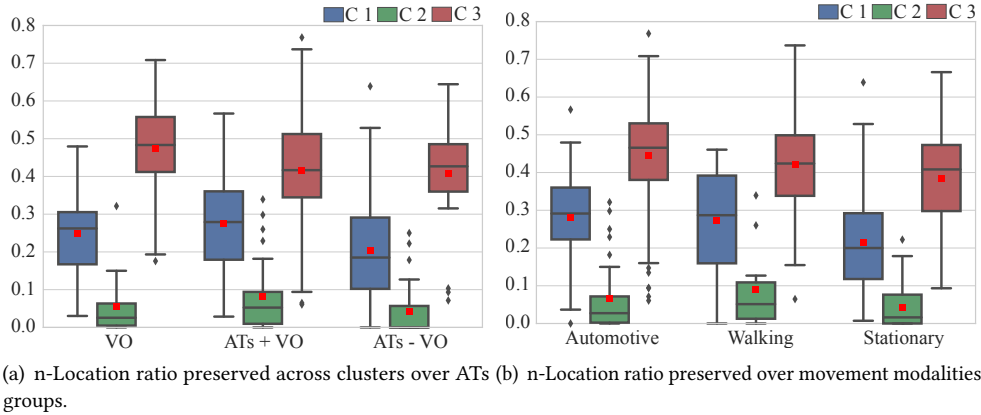 C 1 C 2 C 3
0.8
0.7
0.6
0.5
0.4
0.3
0.2
0.1
0.0
VO ATs + VO ATs - VO
(a) n-Location ratio preserved across clusters over ATs
groups.
C 1 C 2 C 3
0.8
0.7
0.6
0.5
0.4
0.3
0.2
0.1
0.0
Automotive Walking Stationary
(b) n-Location ratio preserved over movement modalities